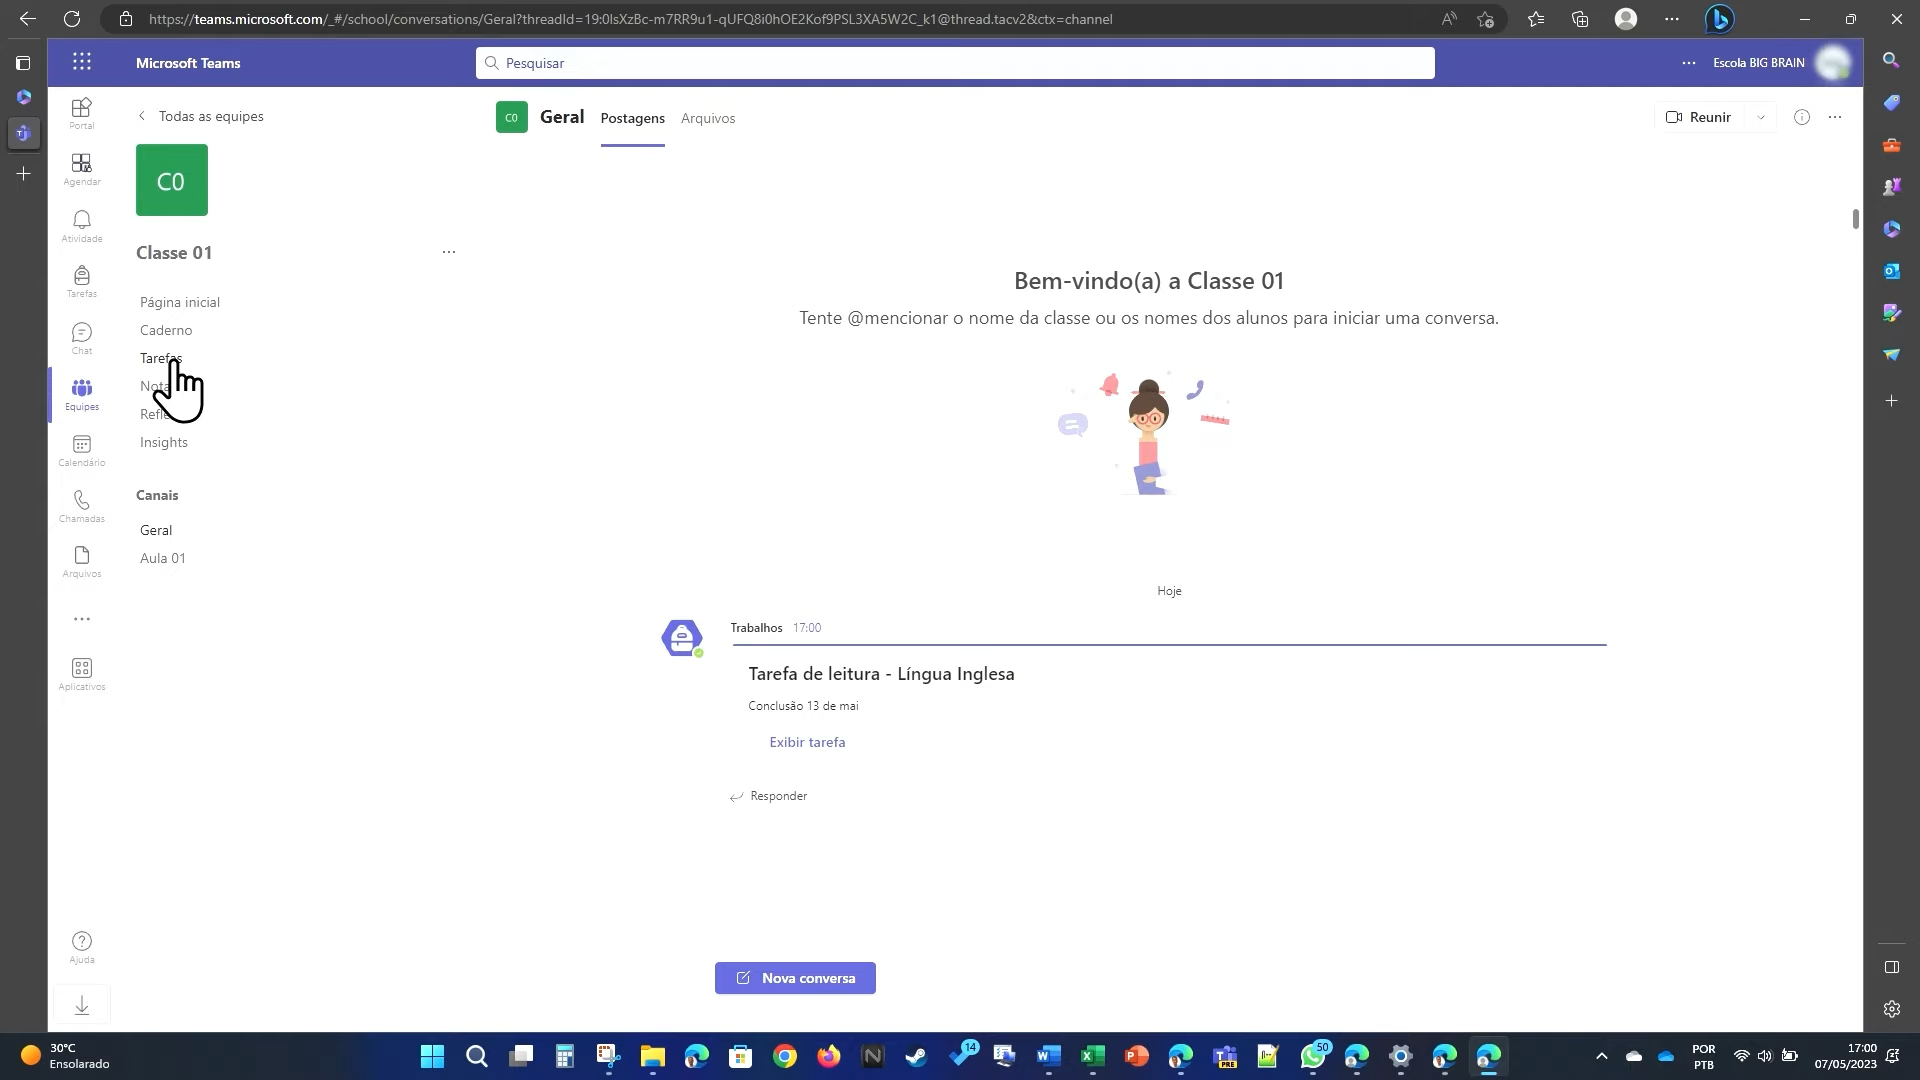 https://teams.microsoft.com/_#/school/conversations/Geral?threadId=19:0lsXzBc-m7RR9u1-qUFQ8i0hOE2Kof9PSL3XA5W2C_k1@thread.tacv2&ctx=channel
Microsoft Teams
Pesquisar
Escola BIG BRAIN
Portal
Agendar
Atividade
Tarefas
Chat
Equipes
Calendário
Chamadas
Arquivos
Aplicativos
Ajuda
Todas as equipes
C0
Classe 01
Página inicial
Caderno
Tarefas
Insights
Canais
Geral
Aula 01
C0
Geral
Postagens
Arquivos
Reunir
Bem-vindo(a) a Classe 01
Tente @mencionar o nome da classe ou os nomes dos alunos para iniciar uma conversa.
Hoje
Trabalhos 17:00
Tarefa de leitura - Língua Inglesa
Conclusão 13 de mai
Exibir tarefa
Responder
Nova conversa
30°C
Ensolarado
14
PRE
50
POR
PTB
17:00
07/05/2023